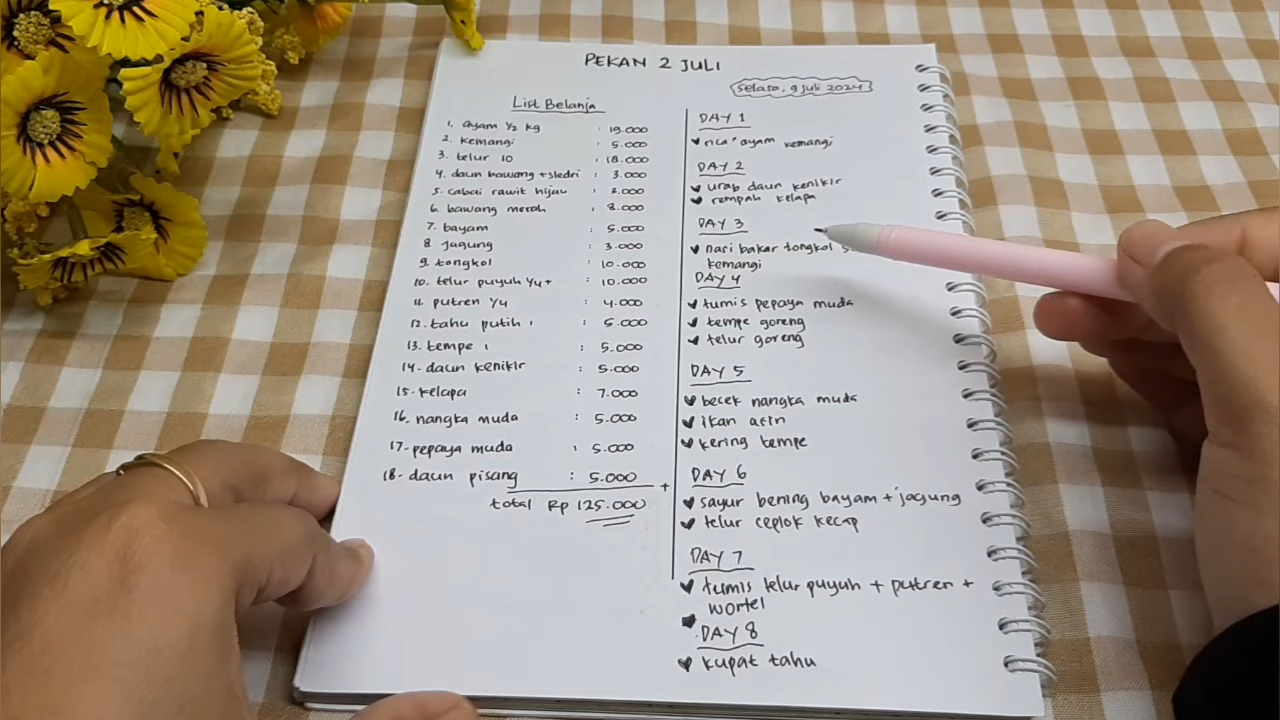 PEKAN 2 JULI
Selasa, 9 Juli 2024
List Belanja
1. ayam 1/2 kg : 19.000
2. kemangi : 5.000
3. telur 10 : 18.000
4. daun bawang + sledri : 3.000
5. cabai rawit hijau : 3.000
6. bawang merah : 8.000
7. bayam : 5.000
8. jagung : 3.000
9. tongkol : 10.000
10. telur puyuh 1/4+ : 10.000
11. putren 1/4 : 4.000
12. tahu putih 1 : 5.000
13. tempe 1 : 5.000
14. daun kenikir : 5.000
15. kelapa : 7.000
16. nangka muda : 5.000
17. pepaya muda : 5.000
18. daun pisang : 5.000 +
total Rp 125.000
DAY 1
rica" ayam kemangi
DAY 2
urab daun kenikir
rempah kelapa
DAY 3
nasi bakar tongkol
kemangi
DAY 4
tumis pepaya muda
tempe goreng
telur goreng
DAY 5
becek nangka muda
ikan asin
kering tempe
DAY 6
sayur bening bayam + jagung
telur ceplok kecap
DAY 7
tumis telur puyuh + putren +
wortel
DAY 8
kupat tahu